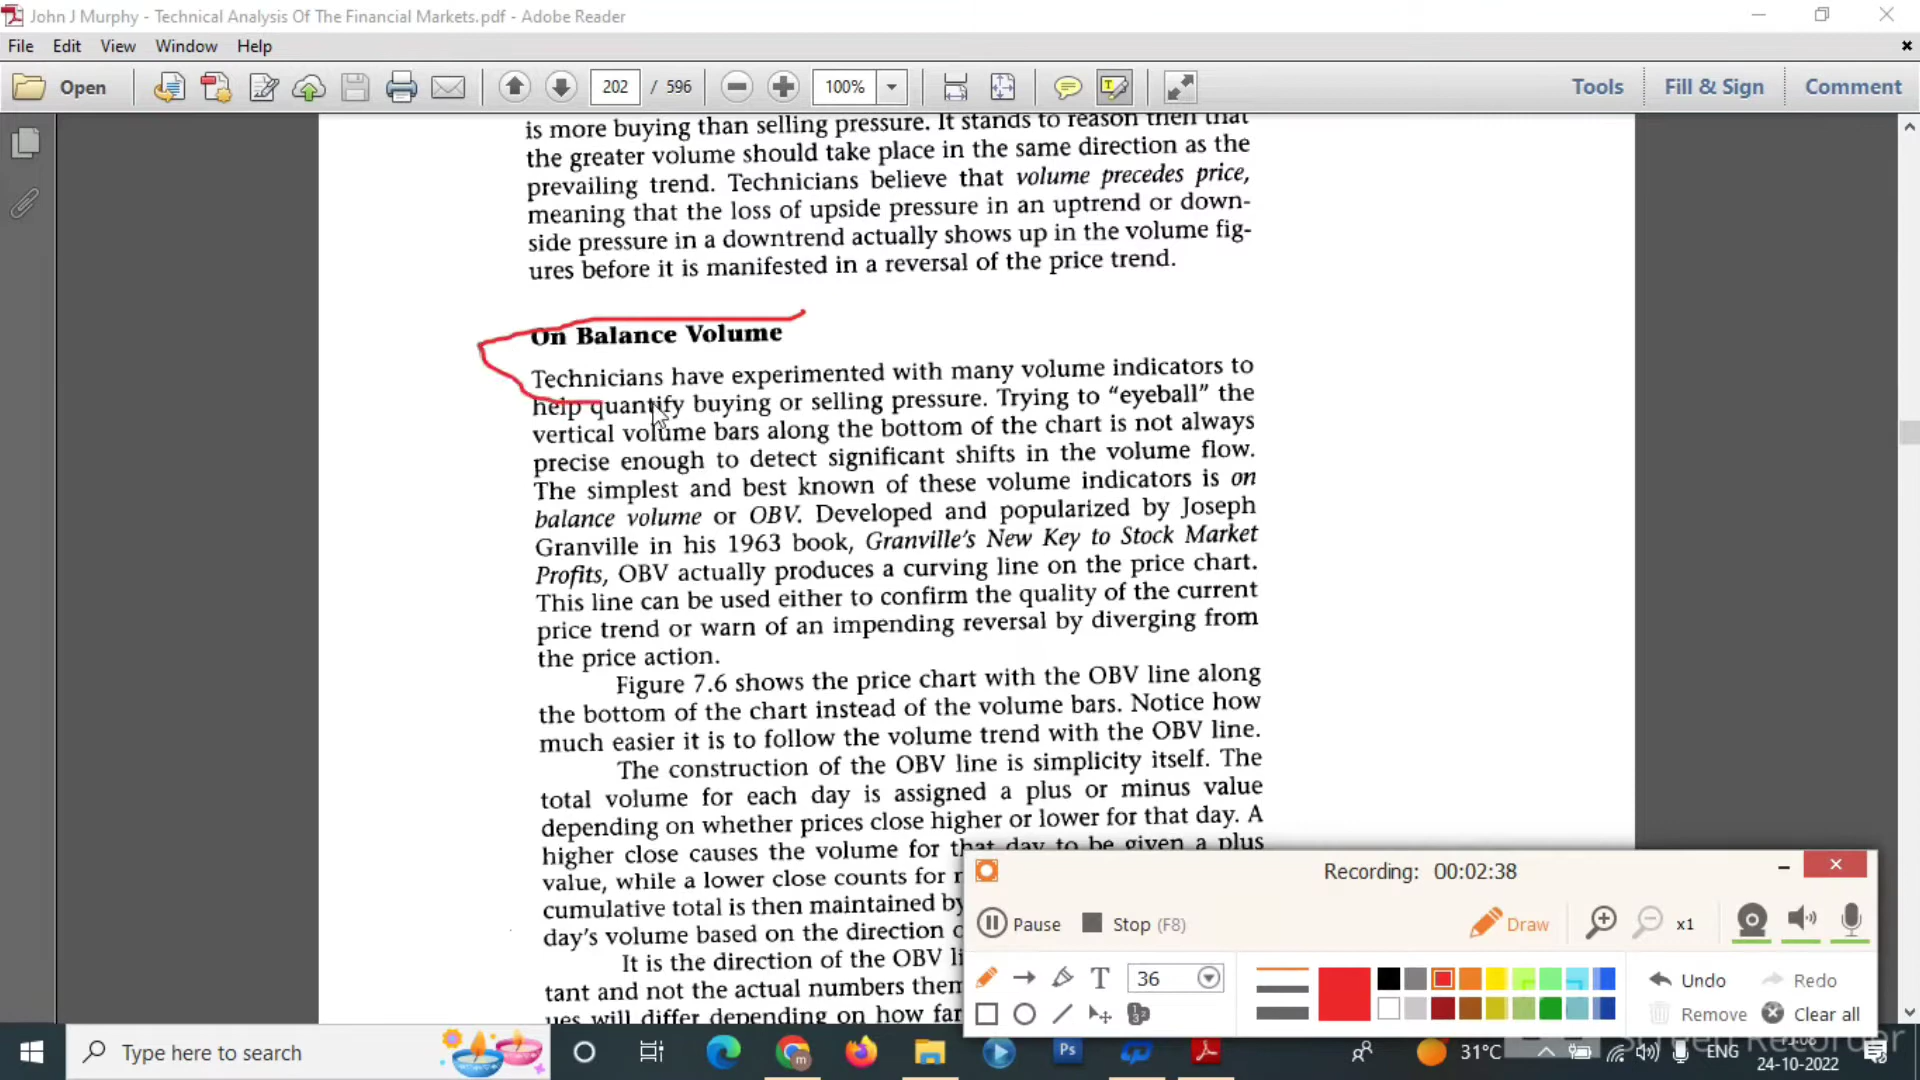 John J Murphy - Technical Analysis Of The Financial Markets.pdf - Adobe Reader
File Edit View Window Help
Open 202 / 596 100% Tools Fill & Sign Comment
is more buying than selling pressure. It stands to reason then that
the greater volume should take place in the same direction as the
prevailing trend. Technicians believe that volume precedes price,
meaning that the loss of upside pressure in an uptrend or down-
side pressure in a downtrend actually shows up in the volume fig-
ures before it is manifested in a reversal of the price trend.
On Balance Volume
Technicians have experimented with many volume indicators to
help quantify buying or selling pressure. Trying to “eyeball” the
vertical volume bars along the bottom of the chart is not always
precise enough to detect significant shifts in the volume flow.
The simplest and best known of these volume indicators is on
balance volume or OBV. Developed and popularized by Joseph
Granville in his 1963 book, Granville's New Key to Stock Market
Profits, OBV actually produces a curving line on the price chart.
This line can be used either to confirm the quality of the current
price trend or warn of an impending reversal by diverging from
the price action.
Figure 7.6 shows the price chart with the OBV line along
the bottom of the chart instead of the volume bars. Notice how
much easier it is to follow the volume trend with the OBV line.
The construction of the OBV line is simplicity itself. The
total volume for each day is assigned a plus or minus value
depending on whether prices close higher or lower for that day. A
higher close causes the volume for that day to be given a plus
value, while a lower close counts for
cumulative total is then maintained by
day's volume based on the direction
It is the direction of the OBV
tant and not the actual numbers
ues will differ depending on how far
Recording: 00:02:38
Pause Stop (F8) Draw x1
T 36 Undo Redo
Remove Clear all
Type here to search
Ps 31°C ENG
24-10-2022